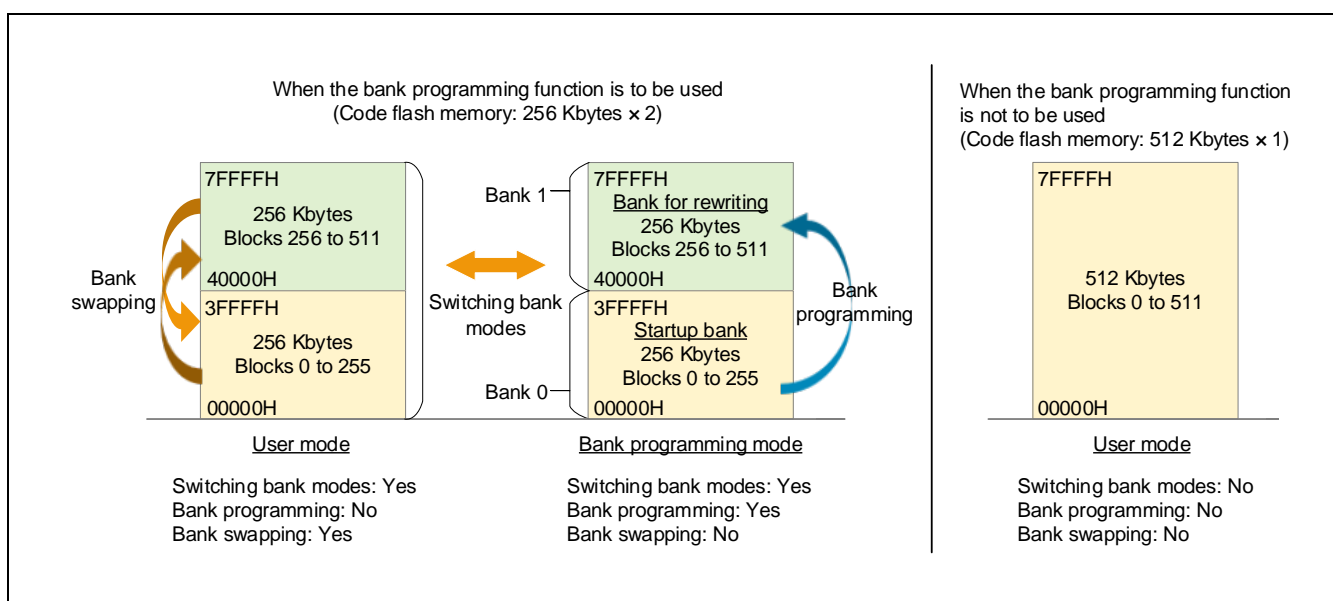 When the bank programming function is to be used
(Code flash memory: 256 Kbytes × 2)
7FFFFH
256 Kbytes
Blocks 256 to 511
40000H
3FFFFH
256 Kbytes
Blocks 0 to 255
00000H
Bank
swapping
User mode
Switching bank modes: Yes
Bank programming: No
Bank swapping: Yes
Switching bank
modes
Bank 1
Bank 0
7FFFFH
Bank for rewriting
256 Kbytes
Blocks 256 to 511
40000H
3FFFFH
Startup bank
256 Kbytes
Blocks 0 to 255
00000H
Bank
programming
Bank programming mode
Switching bank modes: Yes
Bank programming: Yes
Bank swapping: No
When the bank programming function
is not to be used
(Code flash memory: 512 Kbytes × 1)
7FFFFH
512 Kbytes
Blocks 0 to 511
00000H
User mode
Switching bank modes: No
Bank programming: No
Bank swapping: No